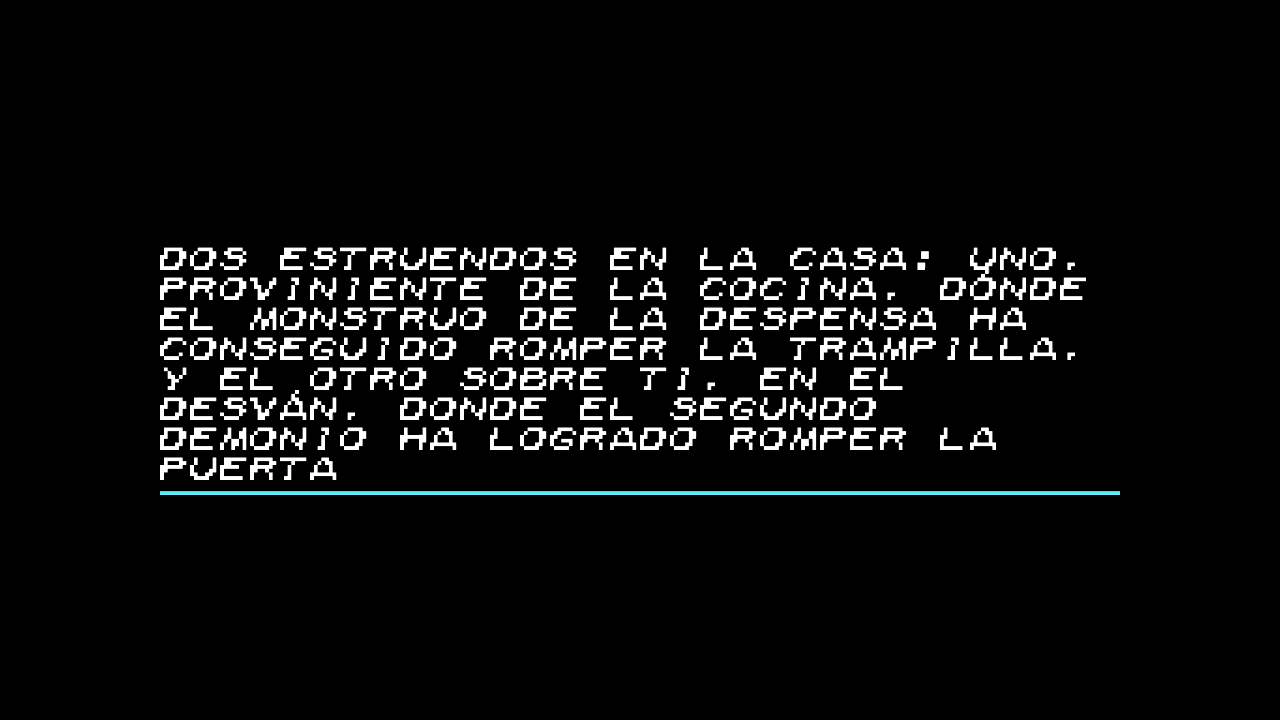 DOS ESTRUENDOS EN LA CASA: UNO,
PROVINIENTE DE LA COCINA, DÓNDE
EL MONSTRUO DE LA DESPENSA HA
CONSEGUIDO ROMPER LA TRAMPILLA,
Y EL OTRO SOBRE TI, EN EL
DESVÁN, DONDE EL SEGUNDO
DEMONIO HA LOGRADO ROMPER LA
PUERTA